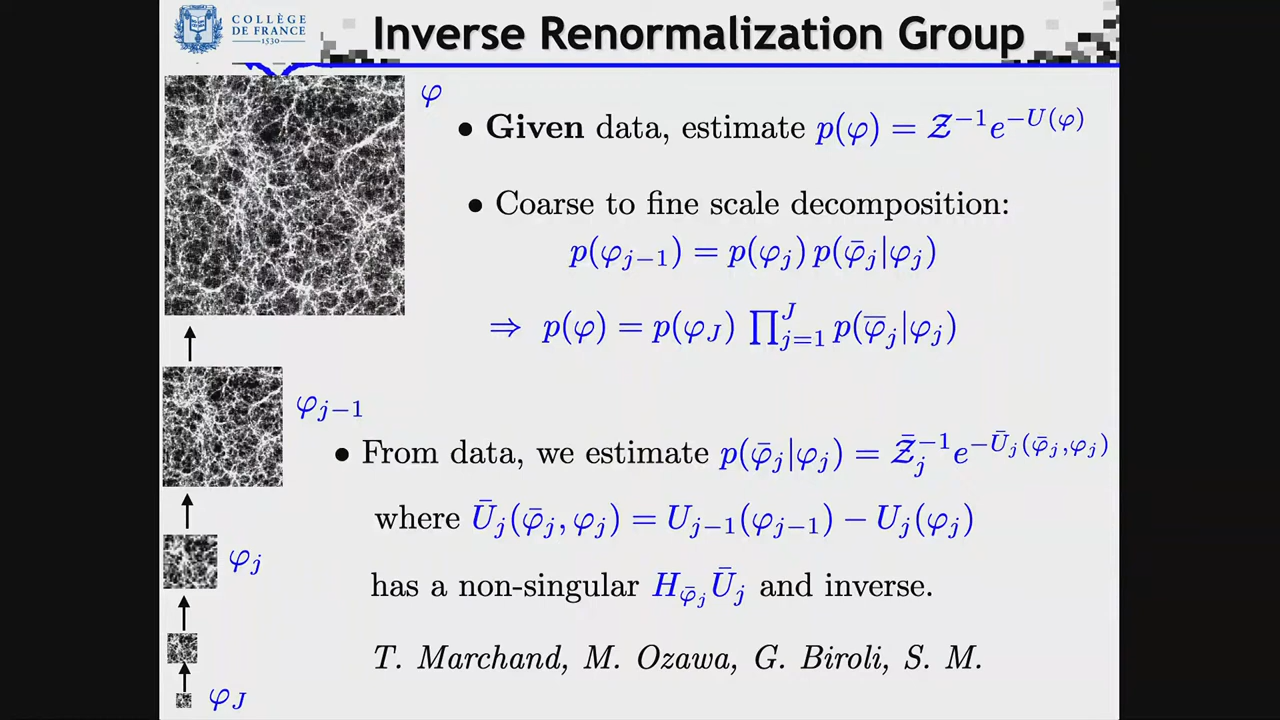 COLLÈGE
DE FRANCE
1530
Inverse Renormalization Group
φ
• Given data, estimate p(φ) = Z⁻¹e^{−U(φ)}
• Coarse to fine scale decomposition:
p(φ_{j−1}) = p(φ_j) p(φ̄_j|φ_j)
⇒ p(φ) = p(φ_J) ∏_{j=1}^{J} p(φ̄_j|φ_j)
φ_{j−1}
• From data, we estimate p(φ̄_j|φ_j) = Z̄_j^{−1} e^{−Ū_j(φ̄_j,φ_j)}
where Ū_j(φ̄_j, φ_j) = U_{j−1}(φ_{j−1}) − U_j(φ_j)
φ_j
has a non-singular H_{φ̄_j} Ū_j and inverse.
T. Marchand, M. Ozawa, G. Biroli, S. M.
φ_J